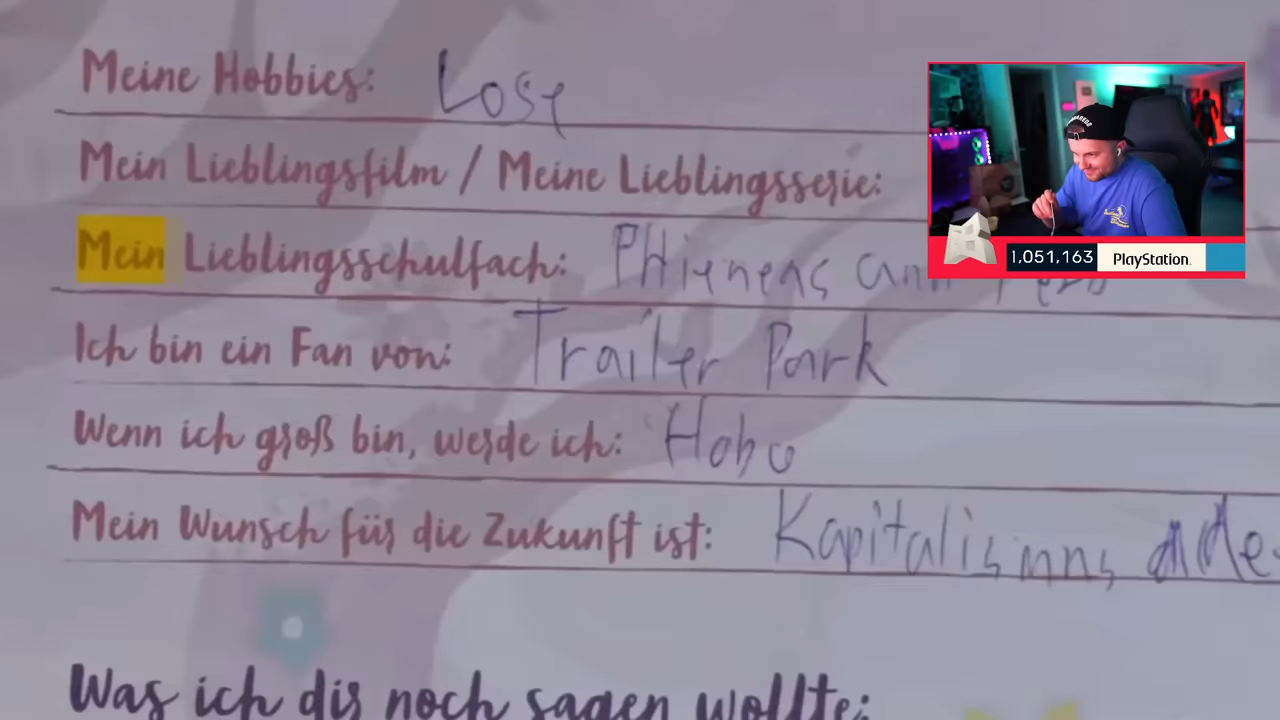 Meine Hobbies: Lose
Mein Lieblingsfilm / Meine Lieblingsserie:
Mein Lieblingsschulfach: PHieneas
Ich bin ein Fan von: Trailer Park
Wenn ich groß bin, werde ich: Hobo
Mein Wunsch für die Zukunft ist: Kapitalismus adde
Was ich dir noch sagen wollte:
1,051,163 PlayStation.